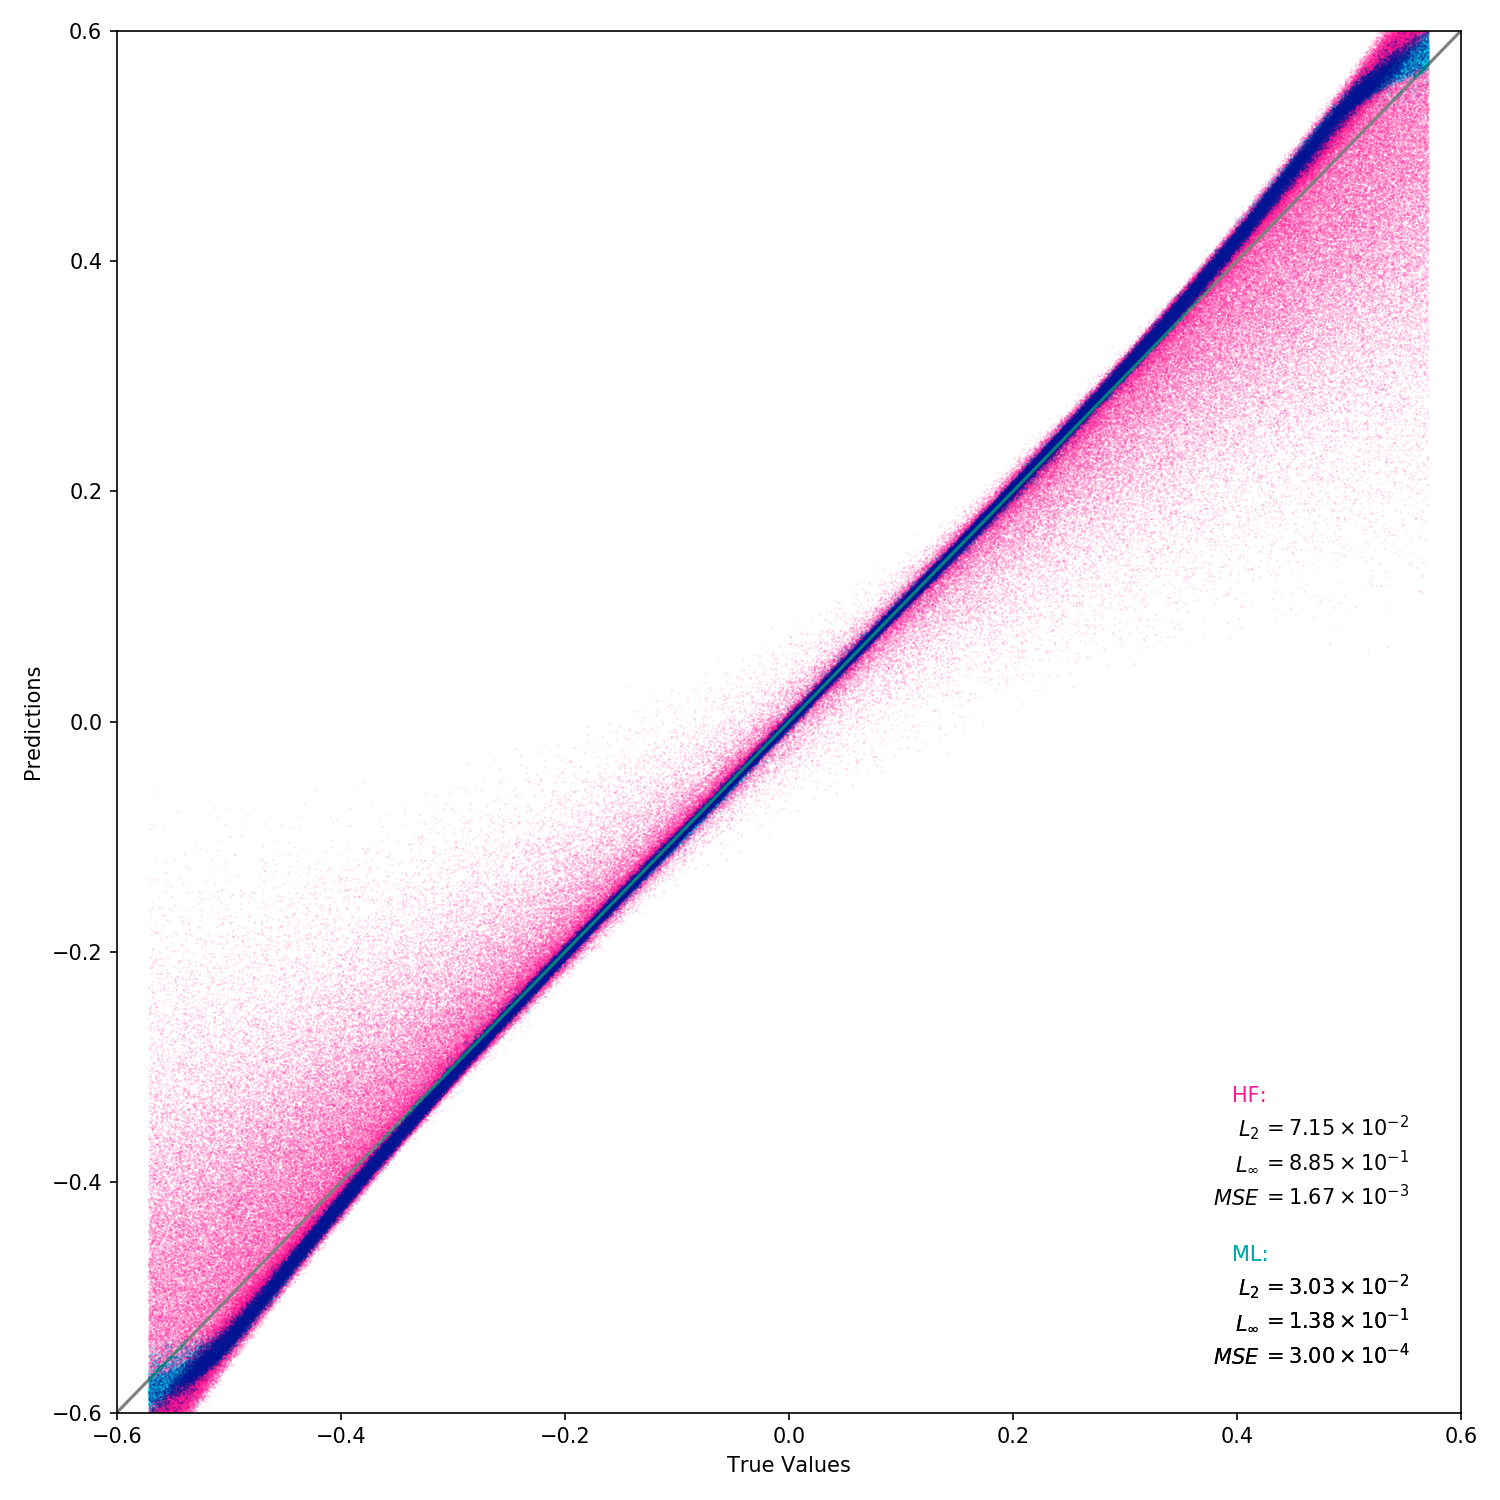 0.6
0.4
0.2
0.0
−0.2
−0.4
−0.6
Predictions
HF:
L₂ = 7.15 × 10⁻²
L∞ = 8.85 × 10⁻¹
MSE = 1.67 × 10⁻³
ML:
L₂ = 3.03 × 10⁻²
L∞ = 1.38 × 10⁻¹
MSE = 3.00 × 10⁻⁴
−0.6 −0.4 −0.2 0.0 0.2 0.4 0.6
True Values